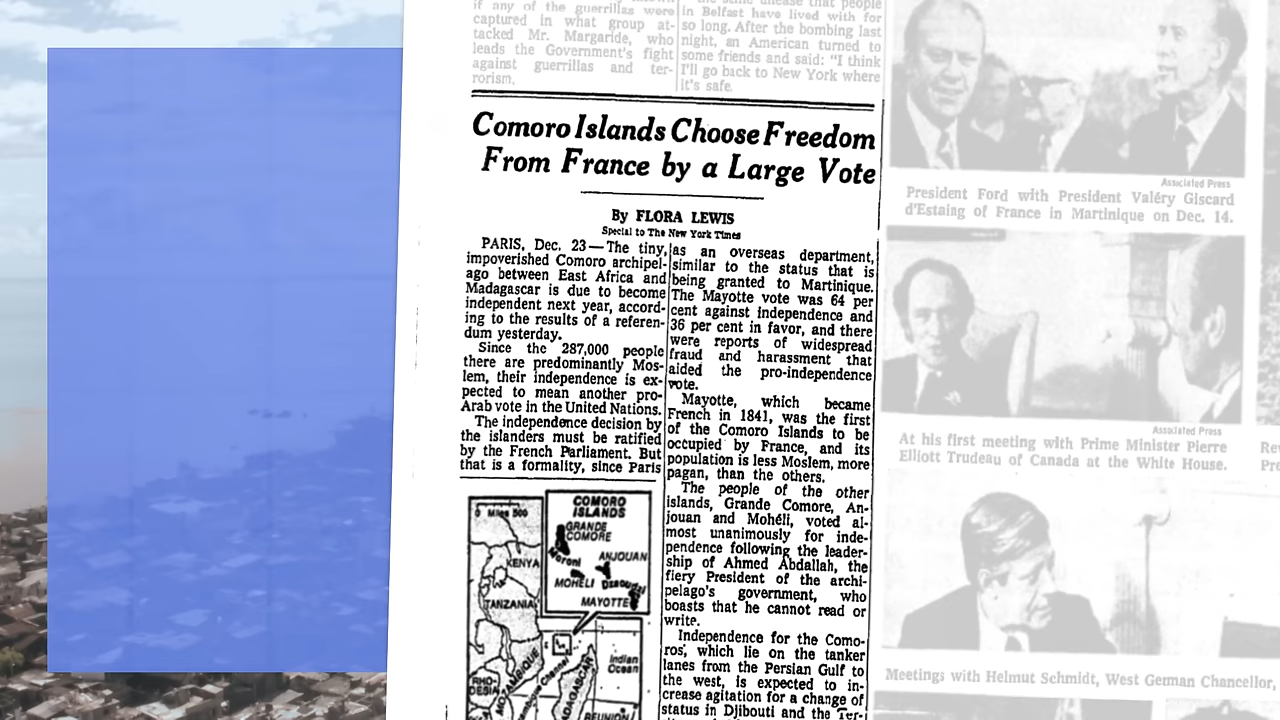 if any of the guerrillas were
captured in what group at-
tacked Mr. Margaride, who
leads the Government's fight
against guerrillas and ter-
rorism.
disease that people
in Belfast have lived with for
so long. After the bombing last
night, an American turned to
some friends and said: “I think
I'll go back to New York where
it's safe.
Comoro Islands Choose Freedom
From France by a Large Vote
By FLORA LEWIS
Special to The New York Times
PARIS, Dec. 23—The tiny,
impoverished Comoro archipel-
ago between East Africa and
Madagascar is due to become
independent next year, accord-
ing to the results of a referen-
dum yesterday.
Since the 287,000 people
there are predominantly Mos-
lem, their independence is ex-
pected to mean another pro-
Arab vote in the United Nations.
The independence decision by
the islanders must be ratified
by the French Parliament. But
that is a formality, since Paris
0 Miles 500
COMORO
ISLANDS
GRANDE
COMORE
Moroni
ANJOUAN
MOHÉLI
Dzaoudzi
MAYOTTE
KENYA
TANZANIA
MOZAMBIQUE
Mozambique Channel
MADAGASCAR
Indian
Ocean
RHO-
DESIA
REUNION
as an overseas department,
similar to the status that is
being granted to Martinique.
The Mayotte vote was 64 per
cent against independence and
36 per cent in favor, and there
were reports of widespread
fraud and harassment that
aided the pro-independence
vote.
Mayotte, which became
French in 1841, was the first
of the Comoro Islands to be
occupied by France, and its
population is less Moslem, more
pagan, than the others.
The people of the other
islands, Grande Comore, An-
jouan and Mohéli, voted al-
most unanimously for inde-
pendence following the leader-
ship of Ahmed Abdallah, the
fiery President of the archi-
pelago's government, who
boasts that he cannot read or
write.
Independence for the Como-
ros, which lie on the tanker
lanes from the Persian Gulf to
the west, is expected to in-
crease agitation for a change of
status in Djibouti and the Ter-
Associated Press
President Ford with President Valéry Giscard
d'Estaing of France in Martinique on Dec. 14.
Associated Press
At his first meeting with Prime Minister Pierre
Elliott Trudeau of Canada at the White House.
Meetings with Helmut Schmidt, West German Chancellor,